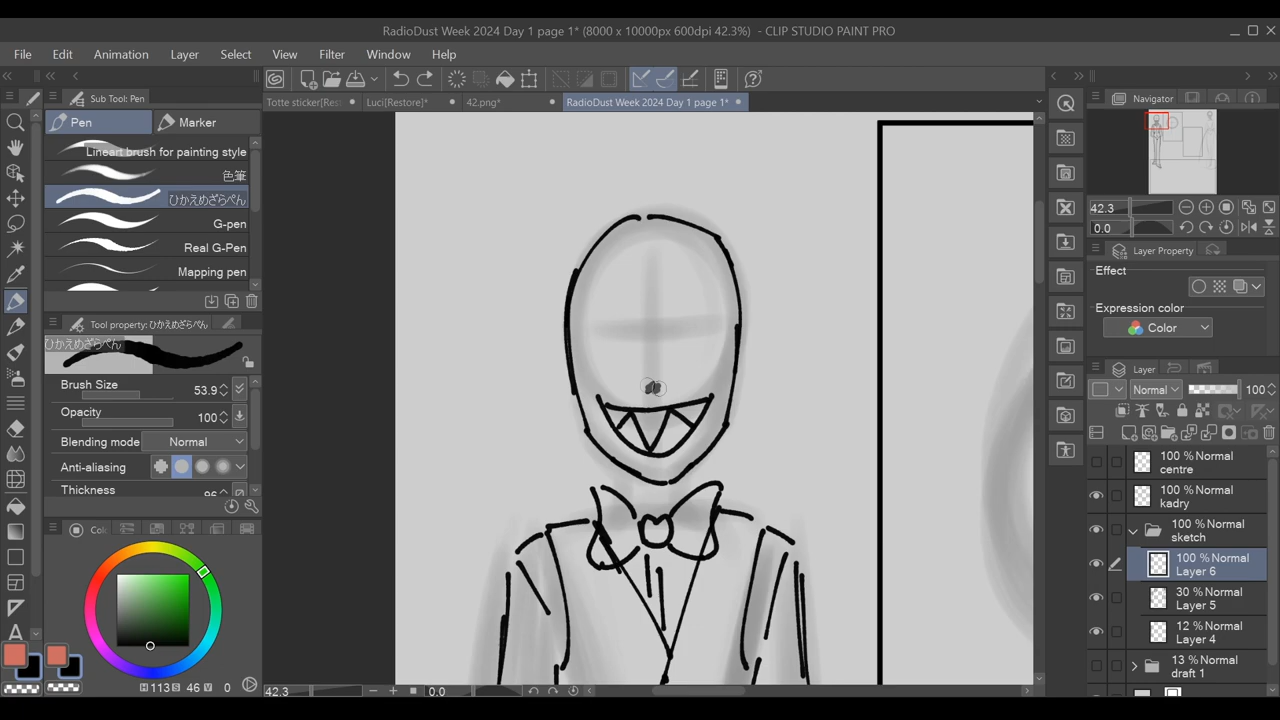 RadioDust Week 2024 Day 1 page 1* (8000 x 10000px 600dpi 42.3%) - CLIP STUDIO PAINT PRO
File Edit Animation Layer Select View Filter Window Help
Sub Tool: Pen
Totte sticker[Res
Luci[Restore]*
42.png*
RadioDust Week 2024 Day 1 page 1*
Navigator
Pen
Marker
Lineart brush for painting style
色筆
ひかえめざらぺん
G-pen
Real G-Pen
Mapping pen
Tool property: ひかえめざらぺん
ひかえめざらぺん
Brush Size 53.9
Opacity 100
Blending mode Normal
Anti-aliasing
Thickness 96
Col
H 113 S 46 V 0
42.3
0.0
42.3
0.0
Layer Property
Effect
Expression color
Color
Layer
Normal 100
100 % Normal
centre
100 % Normal
kadry
100 % Normal
sketch
100 % Normal
Layer 6
30 % Normal
Layer 5
12 % Normal
Layer 4
13 % Normal
draft 1